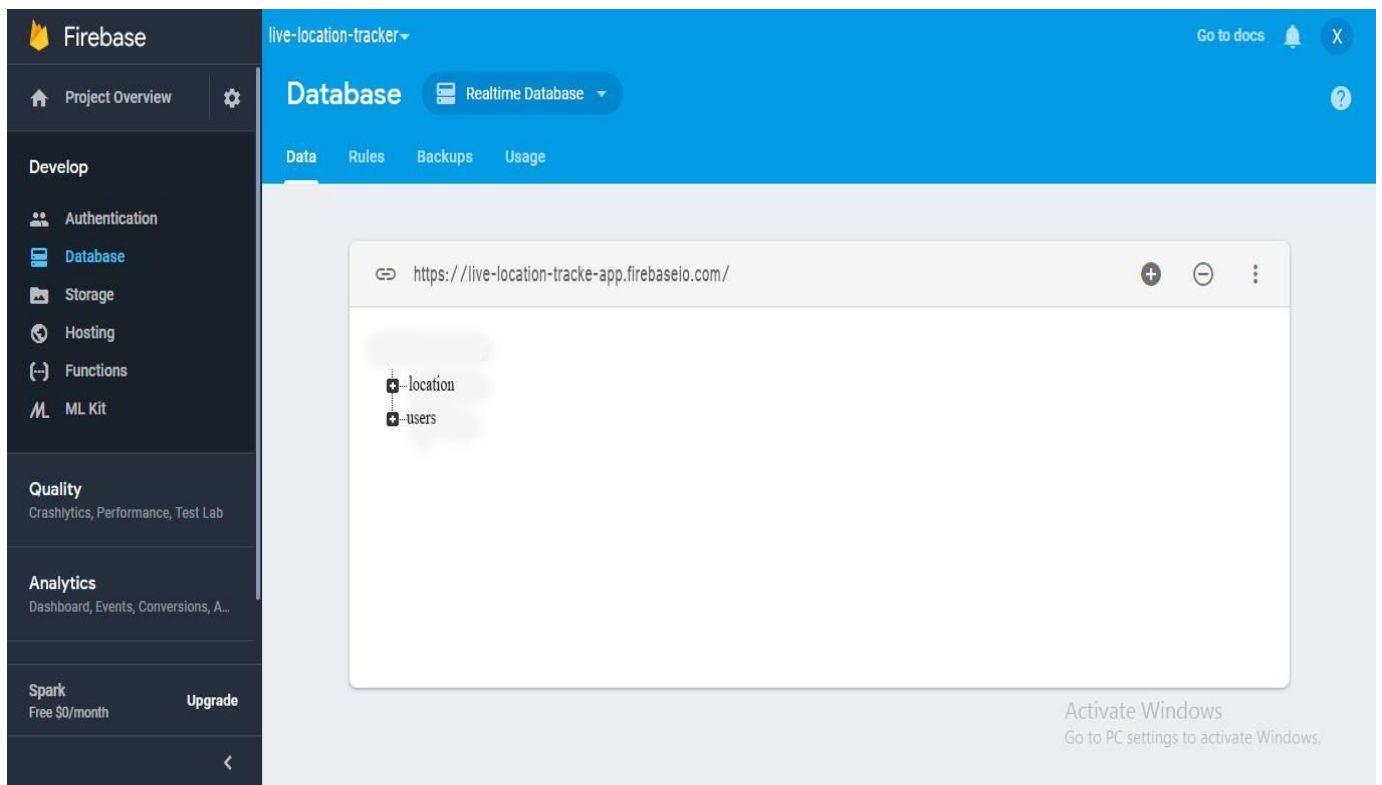 Firebase
live-location-tracker
Go to docs
X
Project Overview
Database
Realtime Database
?
Data Rules Backups Usage
Develop
Authentication
Database
Storage
Hosting
Functions
ML Kit
https://live-location-tracke-app.firebaseio.com/
location
users
Quality
Crashlytics, Performance, Test Lab
Analytics
Dashboard, Events, Conversions, A...
Spark
Free $0/month
Upgrade
Activate Windows
Go to PC settings to activate Windows.